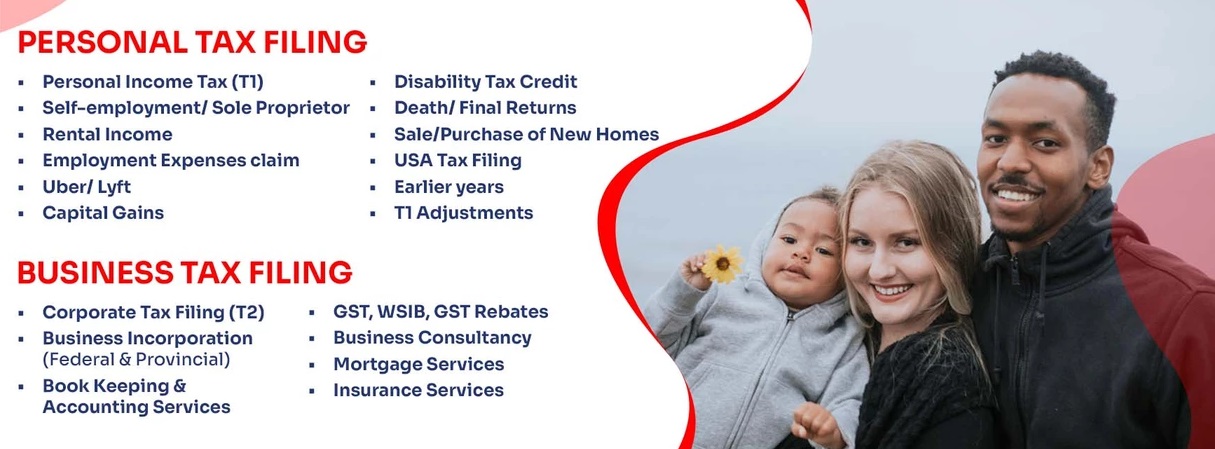 PERSONAL TAX FILING
▪ Personal Income Tax (T1)
▪ Self-employment/ Sole Proprietor
▪ Rental Income
▪ Employment Expenses claim
▪ Uber/ Lyft
▪ Capital Gains
▪ Disability Tax Credit
▪ Death/ Final Returns
▪ Sale/Purchase of New Homes
▪ USA Tax Filing
▪ Earlier years
▪ T1 Adjustments
BUSINESS TAX FILING
▪ Corporate Tax Filing (T2)
▪ Business Incorporation
(Federal & Provincial)
▪ Book Keeping &
Accounting Services
▪ GST, WSIB, GST Rebates
▪ Business Consultancy
▪ Mortgage Services
▪ Insurance Services